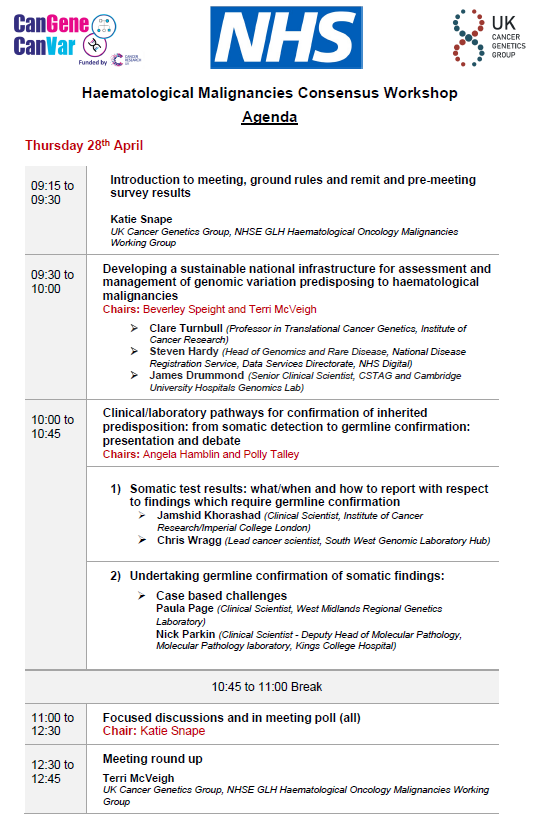 CanGene
CanVar
Funded by
CANCER
RESEARCH
UK
NHS
UK
CANCER
GENETICS
GROUP
Haematological Malignancies Consensus Workshop
Agenda
Thursday 28th April
09:15 to
09:30
Introduction to meeting, ground rules and remit and pre-meeting
survey results
Katie Snape
UK Cancer Genetics Group, NHSE GLH Haematological Oncology Malignancies
Working Group
09:30 to
10:00
Developing a sustainable national infrastructure for assessment and
management of genomic variation predisposing to haematological
malignancies
Chairs: Beverley Speight and Terri McVeigh
➢ Clare Turnbull (Professor in Translational Cancer Genetics, Institute of
Cancer Research)
➢ Steven Hardy (Head of Genomics and Rare Disease, National Disease
Registration Service, Data Services Directorate, NHS Digital)
➢ James Drummond (Senior Clinical Scientist, CSTAG and Cambridge
University Hospitals Genomics Lab)
10:00 to
10:45
Clinical/laboratory pathways for confirmation of inherited
predisposition: from somatic detection to germline confirmation:
presentation and debate
Chairs: Angela Hamblin and Polly Talley
1) Somatic test results: what/when and how to report with respect
to findings which require germline confirmation
➢ Jamshid Khorashad (Clinical Scientist, Institute of Cancer
Research/Imperial College London)
➢ Chris Wragg (Lead cancer scientist, South West Genomic Laboratory Hub)
2) Undertaking germline confirmation of somatic findings:
➢ Case based challenges
Paula Page (Clinical Scientist, West Midlands Regional Genetics
Laboratory)
Nick Parkin (Clinical Scientist - Deputy Head of Molecular Pathology,
Molecular Pathology laboratory, Kings College Hospital)
10:45 to 11:00 Break
11:00 to
12:30
Focused discussions and in meeting poll (all)
Chair: Katie Snape
12:30 to
12:45
Meeting round up
Terri McVeigh
UK Cancer Genetics Group, NHSE GLH Haematological Oncology Malignancies Working
Group